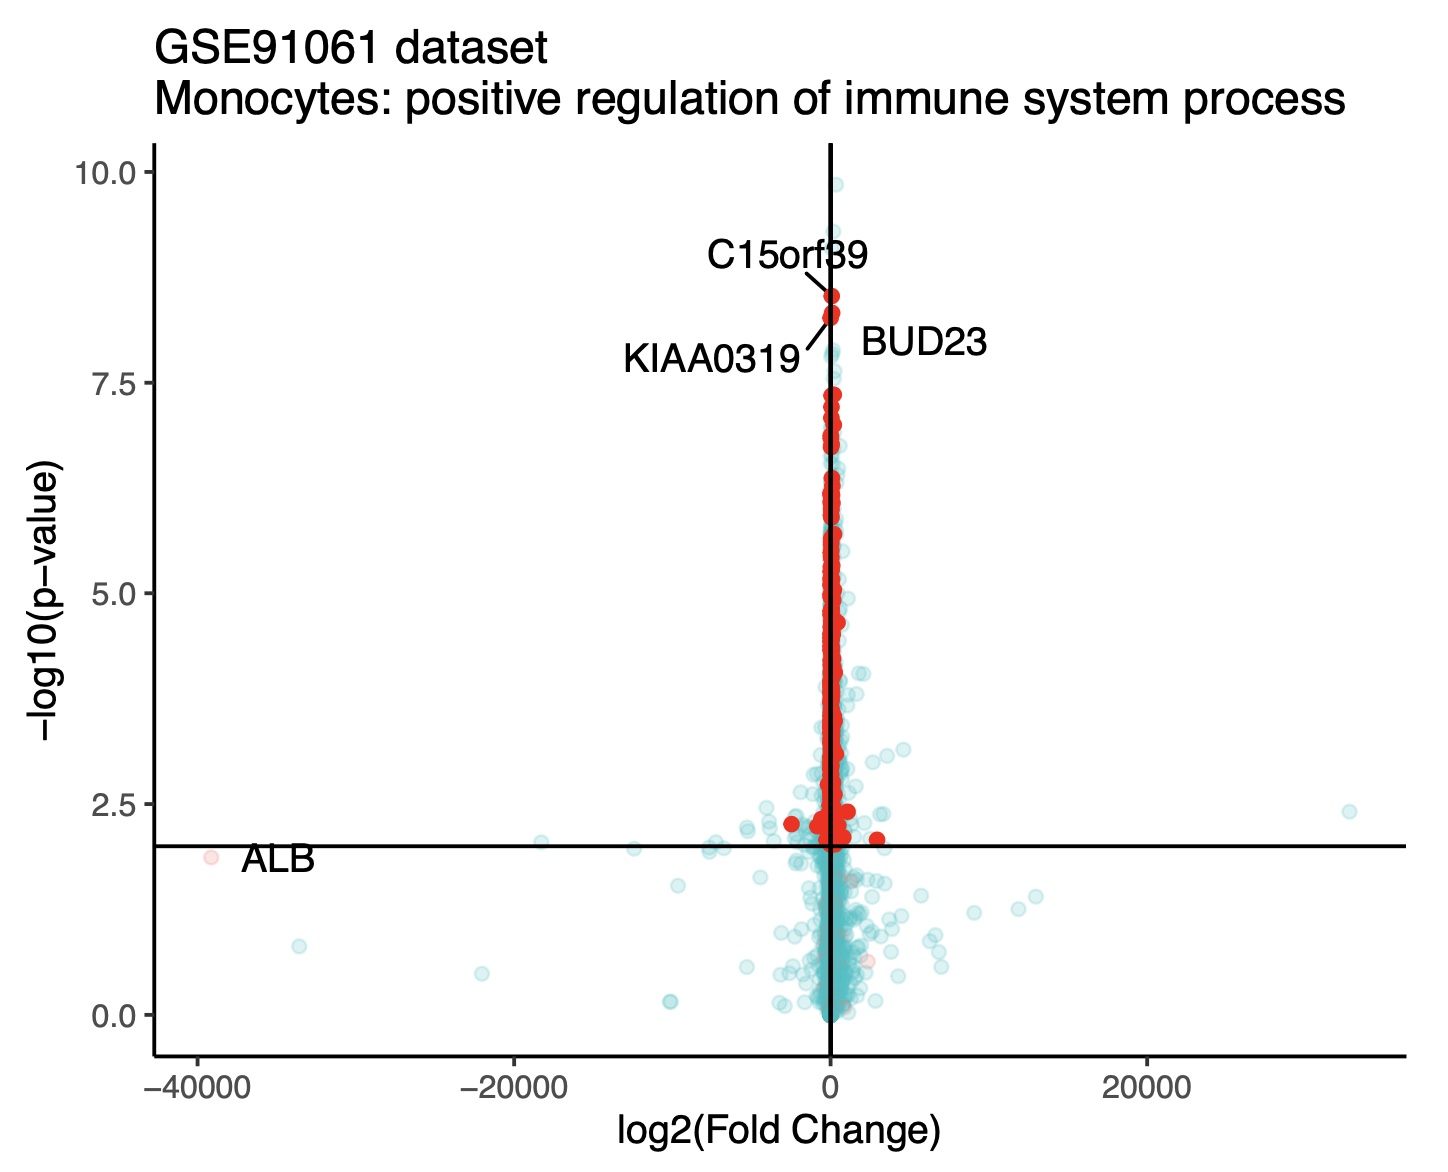 GSE91061 dataset
Monocytes: positive regulation of immune system process
−log10(p−value)
10.0
7.5
5.0
2.5
0.0
C15orf39
KIAA0319
BUD23
ALB
−40000
−20000
0
20000
log2(Fold Change)